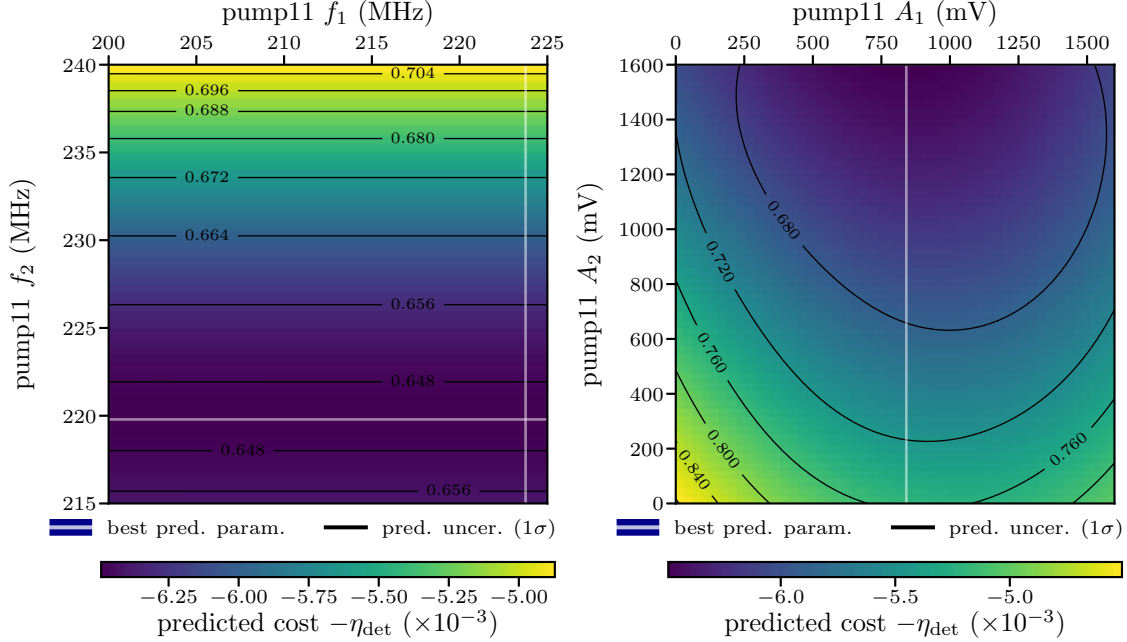 pump11 f₁ (MHz)
200 205 210 215 220 225
pump11 f₂ (MHz)
240
235
230
225
220
215
0.704
0.696
0.688
0.680
0.672
0.664
0.656
0.648
0.648
0.656
best pred. param. pred. uncer. (1σ)
−6.25 −6.00 −5.75 −5.50 −5.25 −5.00
predicted cost −η_det (×10⁻³)
pump11 A₁ (mV)
0 250 500 750 1000 1250 1500
pump11 A₂ (mV)
1600
1400
1200
1000
800
600
400
200
0
0.680
0.720
0.760
0.800
0.840
0.760
best pred. param. pred. uncer. (1σ)
−6.0 −5.5 −5.0
predicted cost −η_det (×10⁻³)